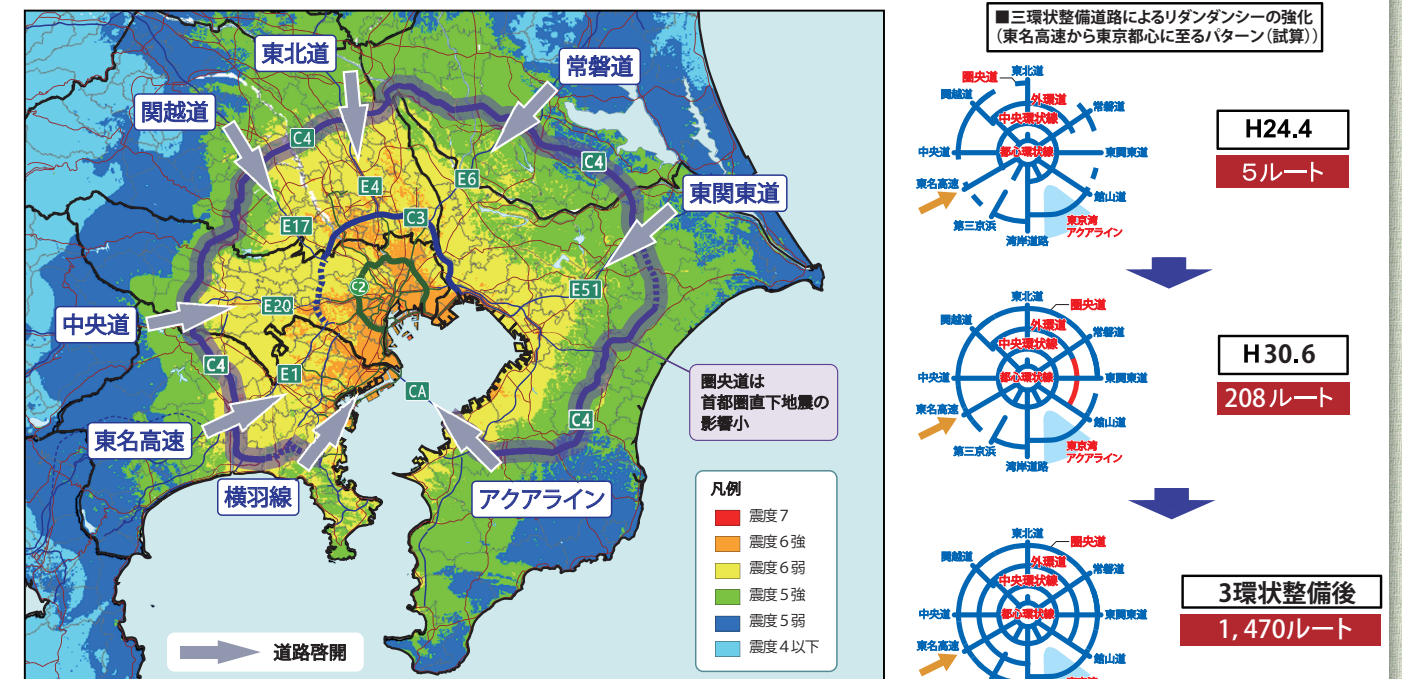 東北道
常磐道
関越道
C4
E4
E6
C4
東関東道
E17
C3
C2
E20
E51
中央道
C4
E1
CA
圏央道は
首都圏直下地震の
影響小
C4
東名高速
横羽線
アクアライン
凡例
震度7
震度6強
震度6弱
震度5強
震度5弱
震度4以下
道路啓開
■三環状整備道路によるリダンダンシーの強化
(東名高速から東京都心に至るパターン(試算))
圏央道
東北道
関越道
外環道
常磐道
中央環状線
中央道
都心環状線
東関東道
東名高速
館山道
第三京浜
湾岸道路
東京湾
アクアライン
H24.4
5ルート
東北道
圏央道
関越道
外環道
常磐道
中央環状線
中央道
都心環状線
東関東道
東名高速
館山道
第三京浜
湾岸道路
東京湾
アクアライン
H30.6
208ルート
東北道
圏央道
関越道
外環道
常磐道
中央環状線
中央道
都心環状線
東関東道
東名高速
館山道
3環状整備後
1,470ルート